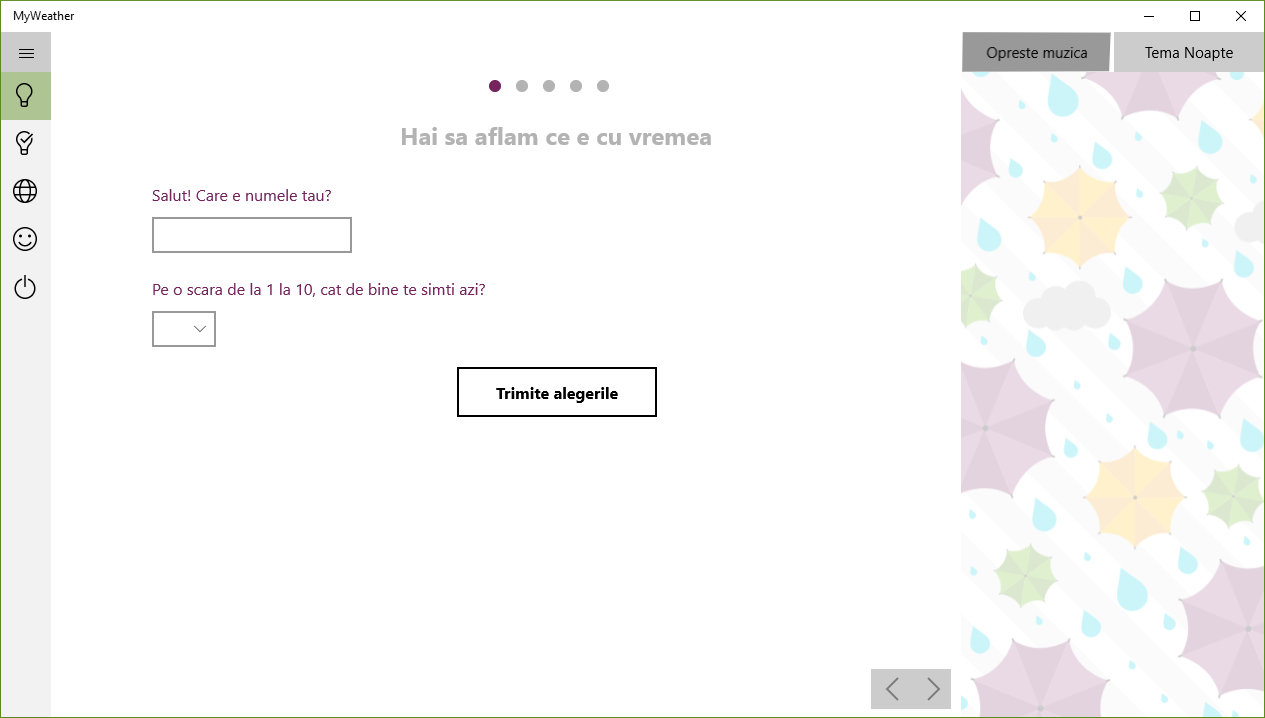 MyWeather
Opreste muzica
Tema Noapte
Hai sa aflam ce e cu vremea
Salut! Care e numele tau?
Pe o scara de la 1 la 10, cat de bine te simti azi?
Trimite alegerile